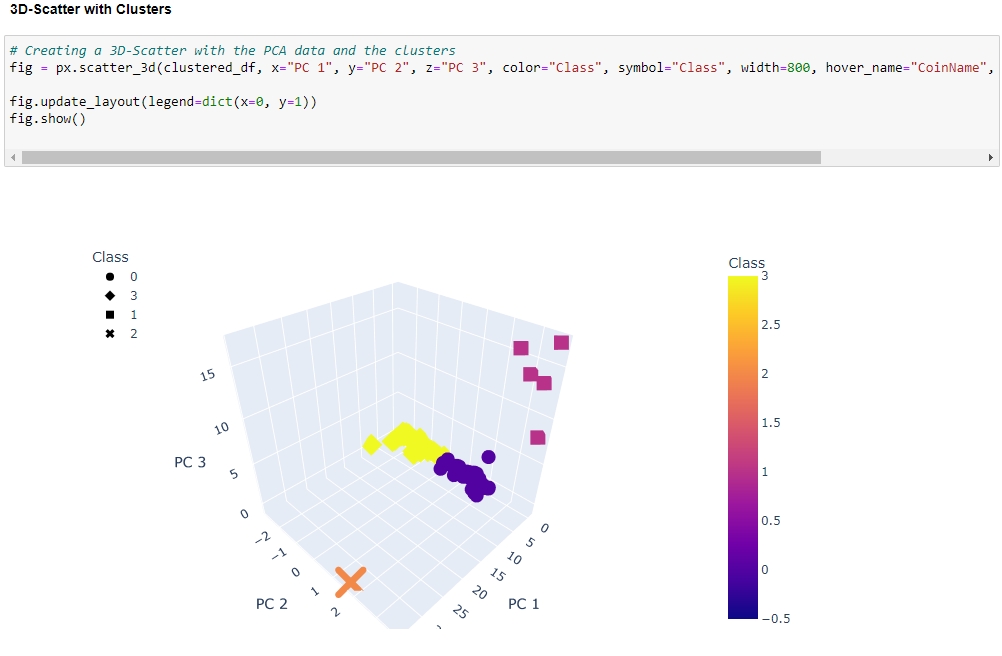 3D-Scatter with Clusters
# Creating a 3D-Scatter with the PCA data and the clusters
fig = px.scatter_3d(clustered_df, x="PC 1", y="PC 2", z="PC 3", color="Class", symbol="Class", width=800, hover_name="CoinName",
fig.update_layout(legend=dict(x=0, y=1))
fig.show()
Class
0
3
1
2
Class
3
2.5
2
1.5
1
0.5
0
−0.5
15
10
5
0
PC 3
−2
−1
0
1
2
PC 2
0
5
10
15
20
25
PC 1